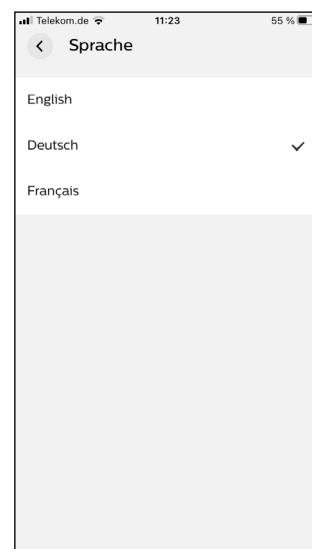 Telekom.de 11:23 55 %
Sprache
English
Deutsch
Français